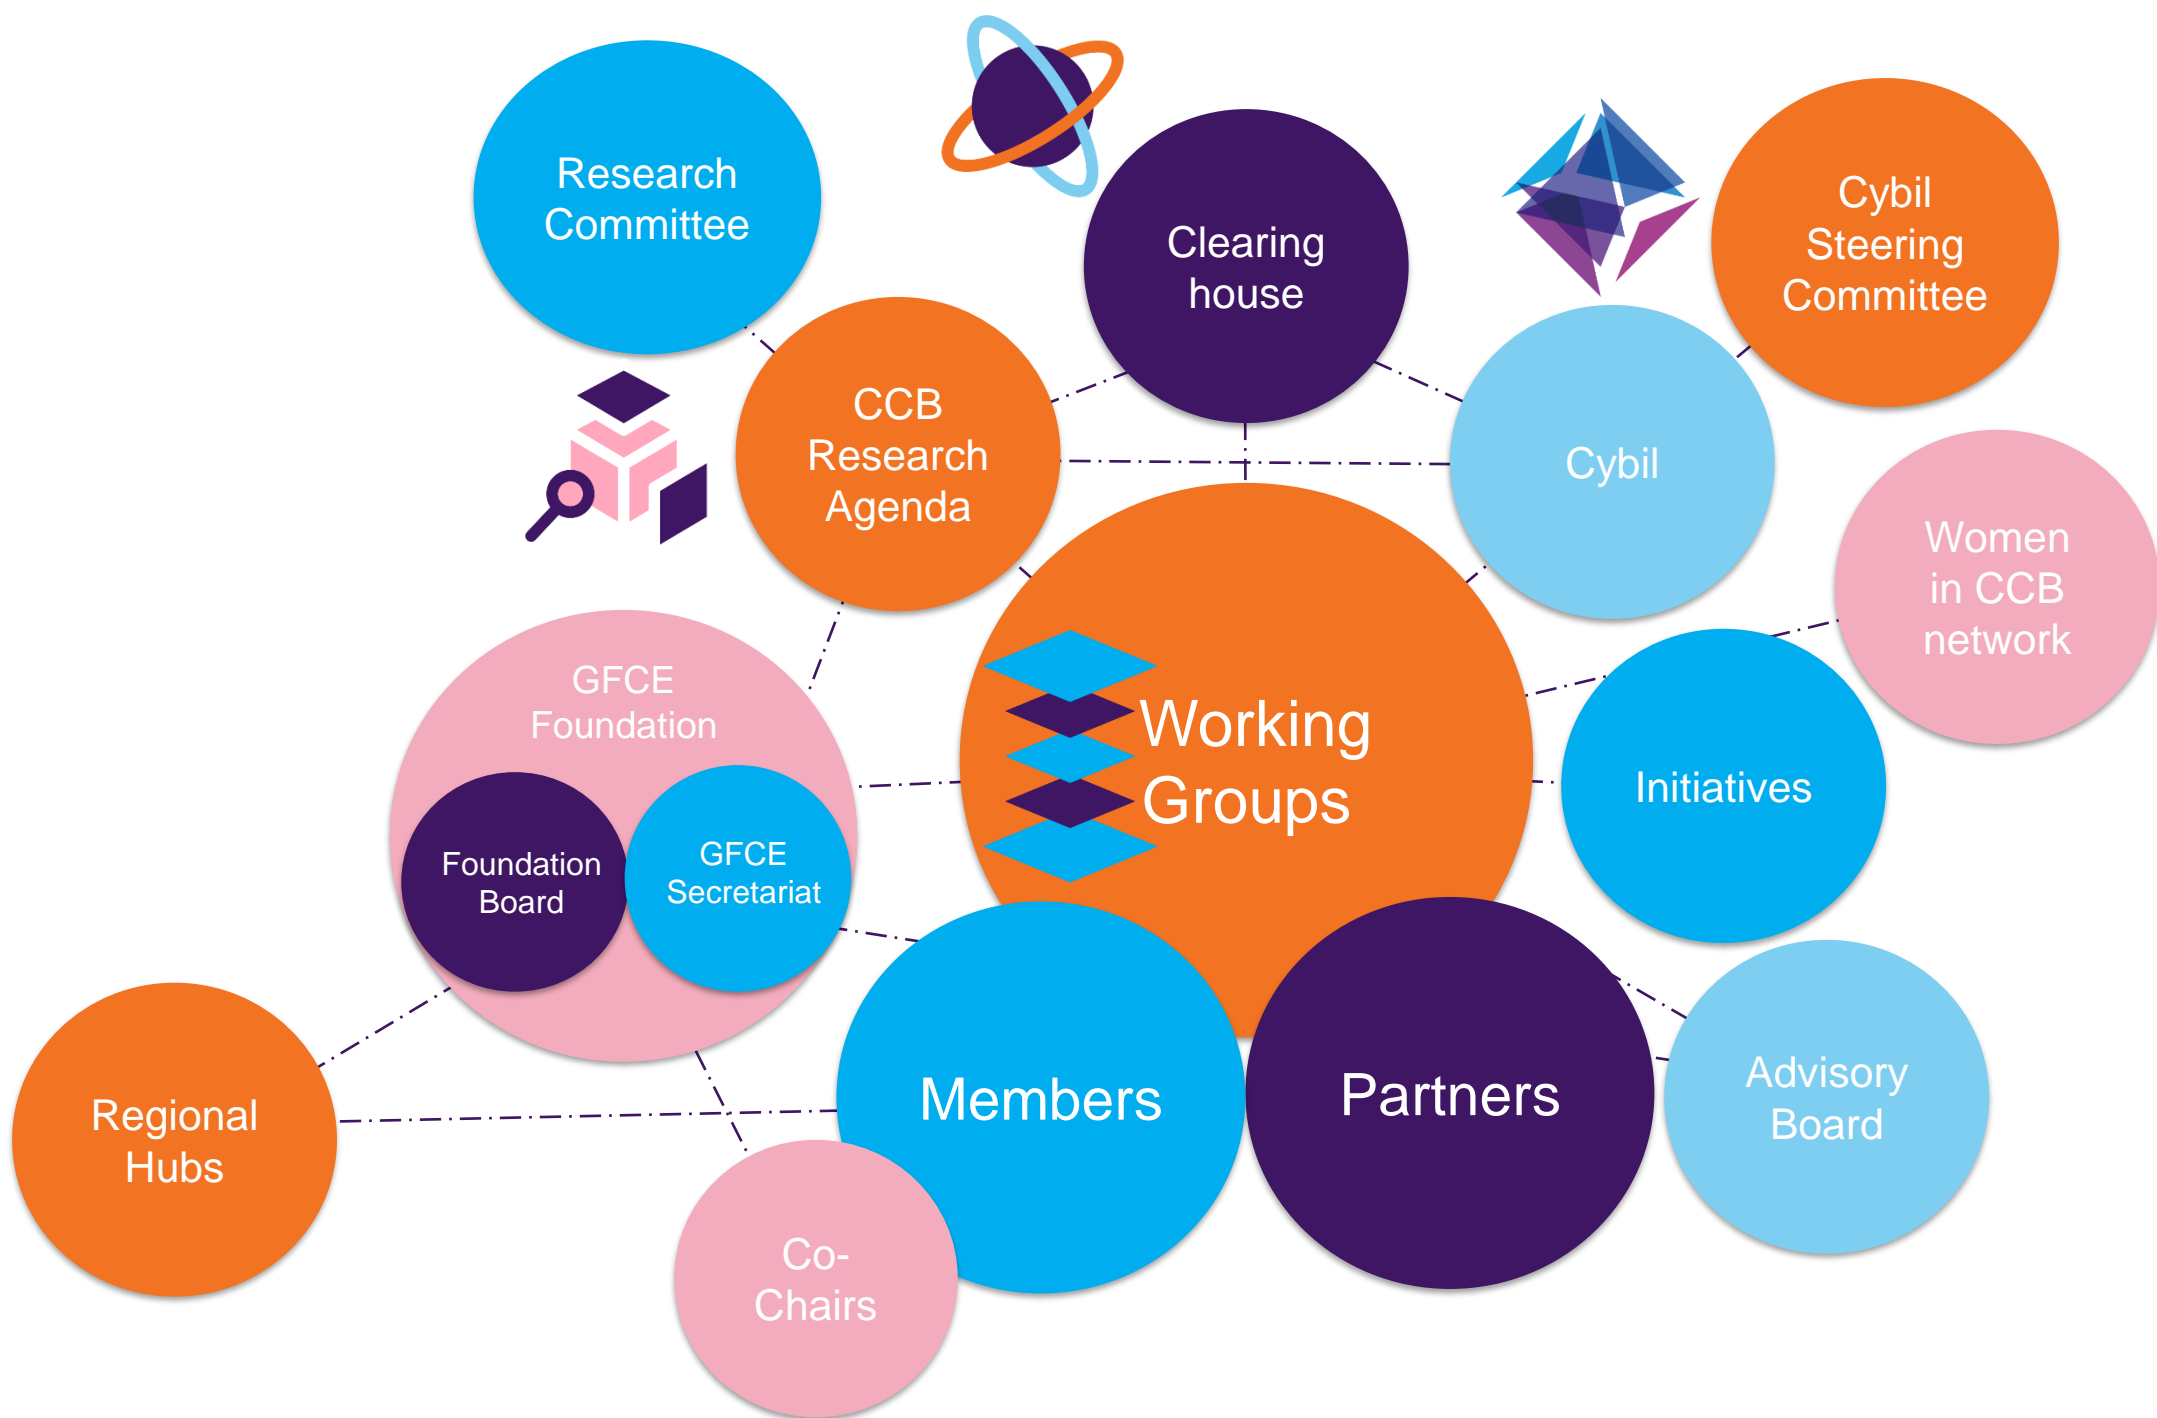 Research
Committee
Clearing
house
Cybil
Steering
Committee
CCB
Research
Agenda
Cybil
Women
in CCB
network
GFCE
Foundation
Working
Groups
Initiatives
Foundation
Board
GFCE
Secretariat
Regional
Hubs
Members
Partners
Advisory
Board
Co-
Chairs